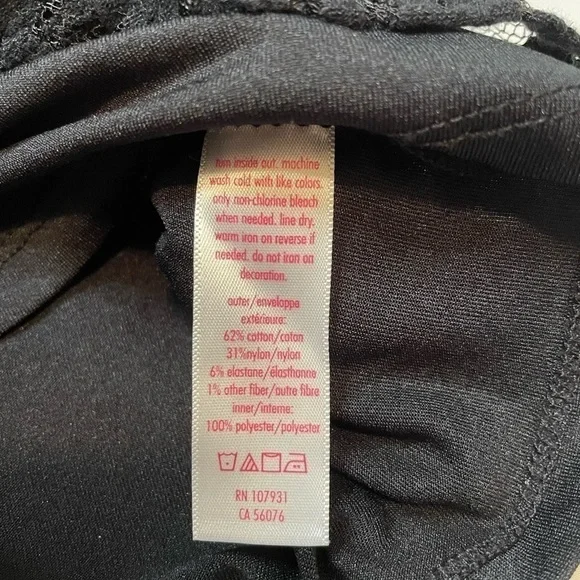 turn inside out. machine
wash cold with like colors.
only non-chlorine bleach
when needed. line dry.
warm iron on reverse if
needed. do not iron on
decoration.
outer/enveloppe
extérieure:
62% cotton/coton
31%nylon/nylon
6% elastane/élasthanne
1% other fiber/autre fibre
inner/interne:
100% polyester/polyester
RN 107931
CA 56076